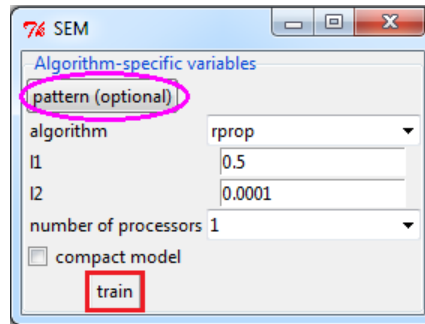 SEM
Algorithm-specific variables
pattern (optional)
algorithm rprop
l1 0.5
l2 0.0001
number of processors 1
compact model
train